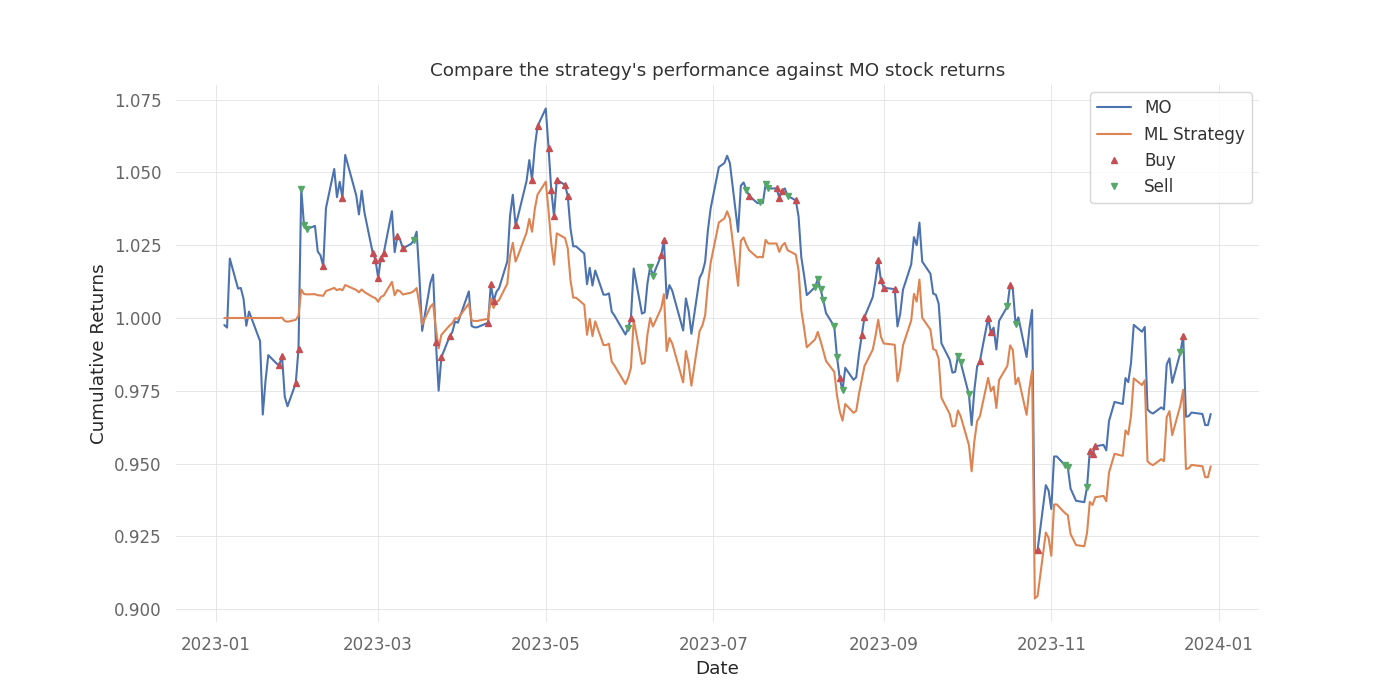 Compare the strategy's performance against MO stock returns
MO
ML Strategy
Buy
Sell
Cumulative Returns
1.075
1.050
1.025
1.000
0.975
0.950
0.925
0.900
2023-01
2023-03
2023-05
2023-07
2023-09
2023-11
2024-01
Date